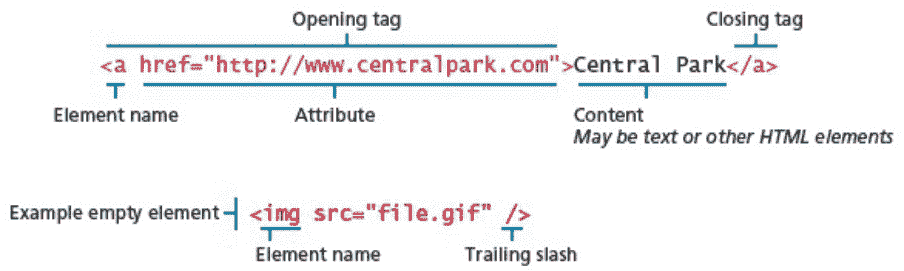 Opening tag
Closing tag
<a href="http://www.centralpark.com">Central Park</a>
Element name
Attribute
Content
May be text or other HTML elements
Example empty element
<img src="file.gif" />
Element name
Trailing slash